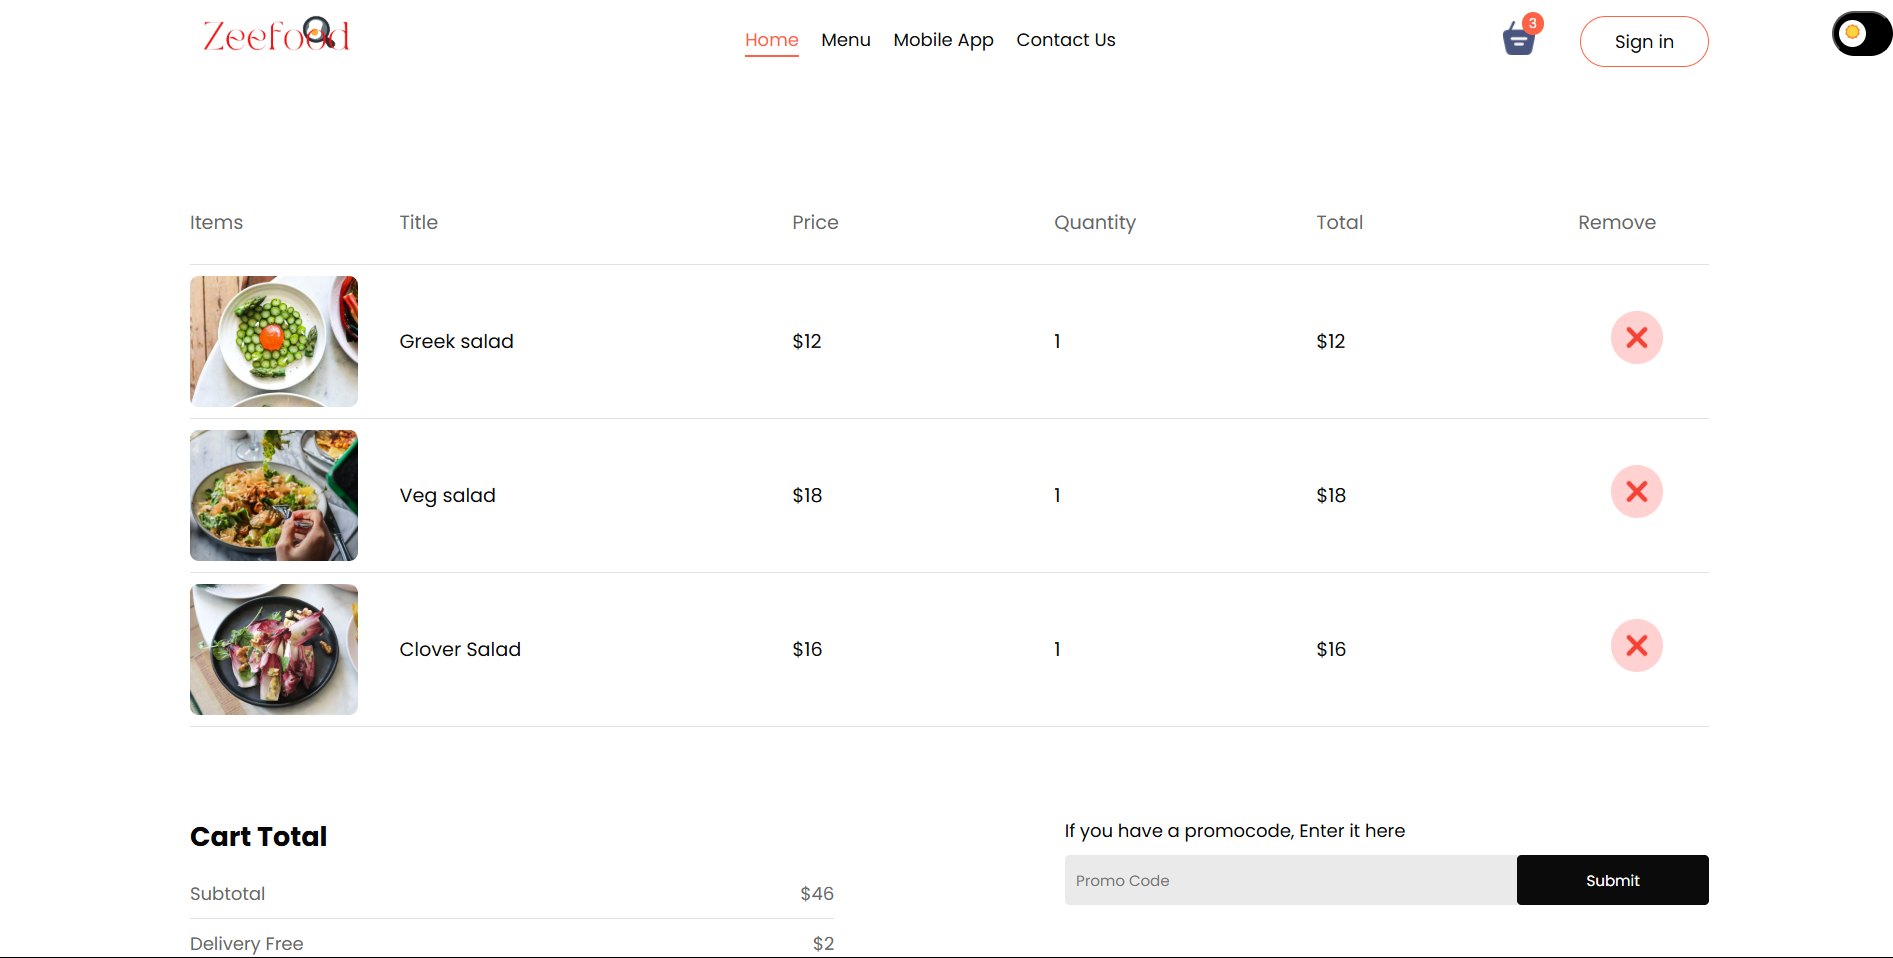 Zeefood
Home Menu Mobile App Contact Us
3
Sign in
Items Title Price Quantity Total Remove
Greek salad $12 1 $12
Veg salad $18 1 $18
Clover Salad $16 1 $16
Cart Total
Subtotal $46
Delivery Free $2
If you have a promocode, Enter it here
Promo Code
Submit